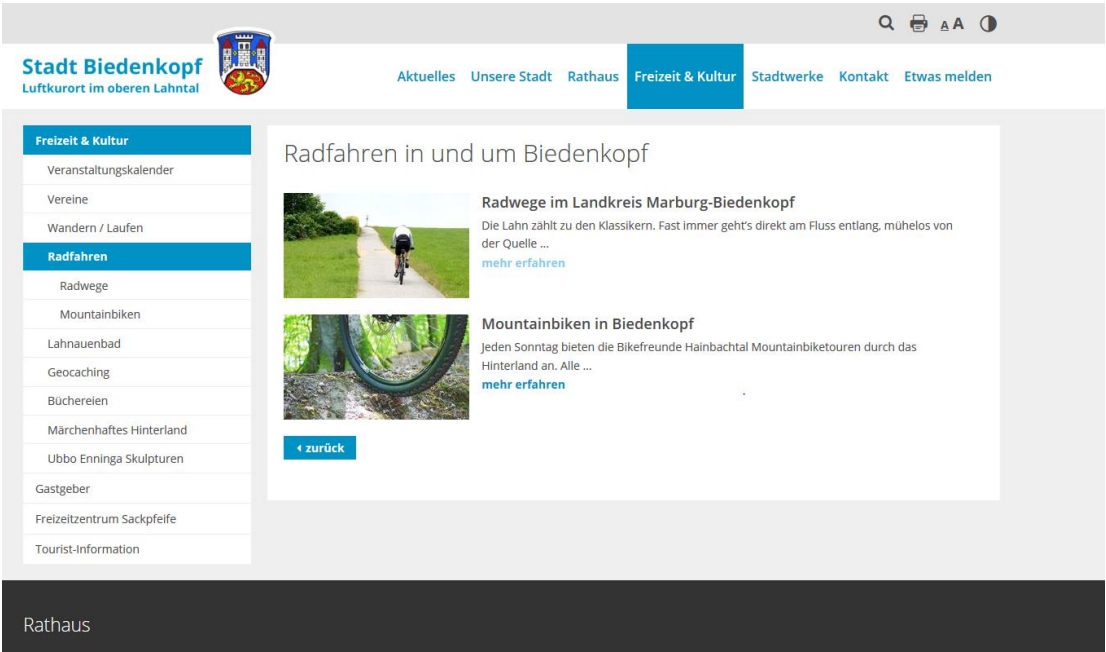 A A
Stadt Biedenkopf
Luftkurort im oberen Lahntal
Aktuelles Unsere Stadt Rathaus Freizeit & Kultur Stadtwerke Kontakt Etwas melden
Freizeit & Kultur
Veranstaltungskalender
Vereine
Wandern / Laufen
Radfahren
Radwege
Mountainbiken
Lahnauenbad
Geocaching
Büchereien
Märchenhaftes Hinterland
Ubbo Enninga Skulpturen
Gastgeber
Freizeitzentrum Sackpfeife
Tourist-Information
Radfahren in und um Biedenkopf
Radwege im Landkreis Marburg-Biedenkopf
Die Lahn zählt zu den Klassikern. Fast immer geht's direkt am Fluss entlang, mühelos von
der Quelle ...
mehr erfahren
Mountainbiken in Biedenkopf
Jeden Sonntag bieten die Bikefreunde Hainbachtal Mountainbiketouren durch das
Hinterland an. Alle ...
mehr erfahren
zurück
Rathaus